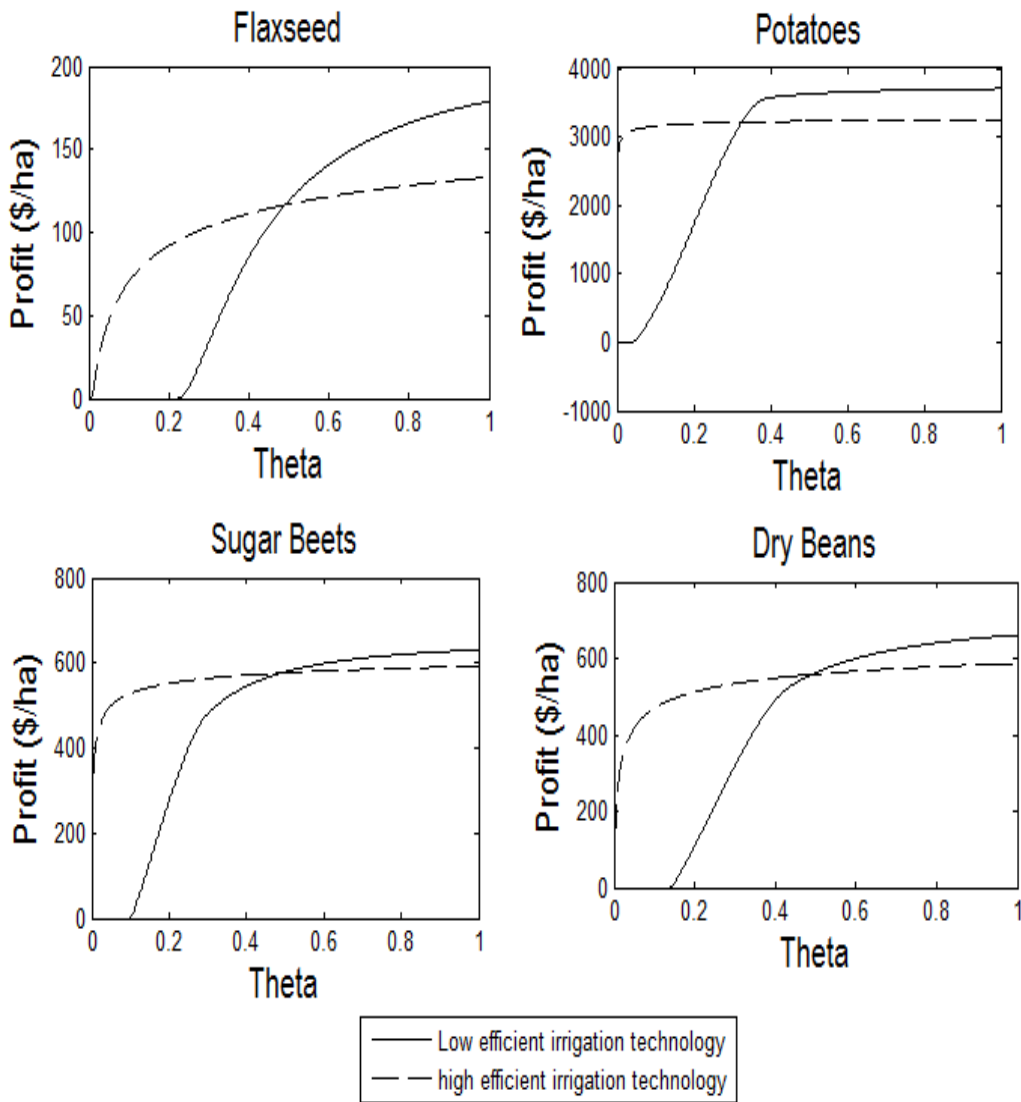 Flaxseed
Profit ($/ha)
200
150
100
50
0
0 0.2 0.4 0.6 0.8 1
Theta
Potatoes
Profit ($/ha)
4000
3000
2000
1000
0
-1000
0 0.2 0.4 0.6 0.8 1
Theta
Sugar Beets
Profit ($/ha)
800
600
400
200
0
0 0.2 0.4 0.6 0.8 1
Theta
Dry Beans
Profit ($/ha)
800
600
400
200
0
0 0.2 0.4 0.6 0.8 1
Theta
Low efficient irrigation technology
high efficient irrigation technology